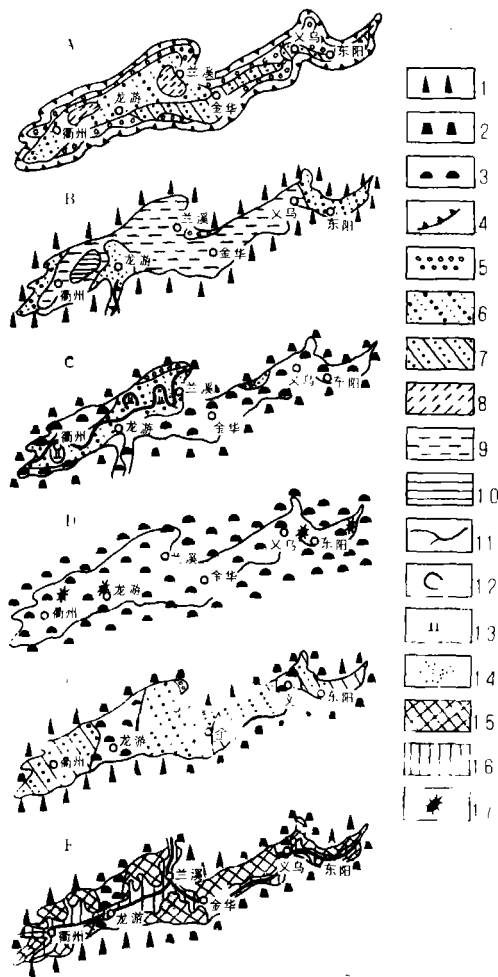 A
义乌
东阳
兰溪
龙游
金华
衢州
B
兰溪
义乌
东阳
龙游
金华
衢州
C
兰溪
义乌
东阳
衢州
龙游
金华
D
兰溪
义乌
东阳
龙游
金华
衢州
东阳
龙游
衢州
兰溪
义乌
东阳
龙游
金华
衢州
1
2
3
4
5
6
7
8
9
10
11
12
13
14
15
16
17